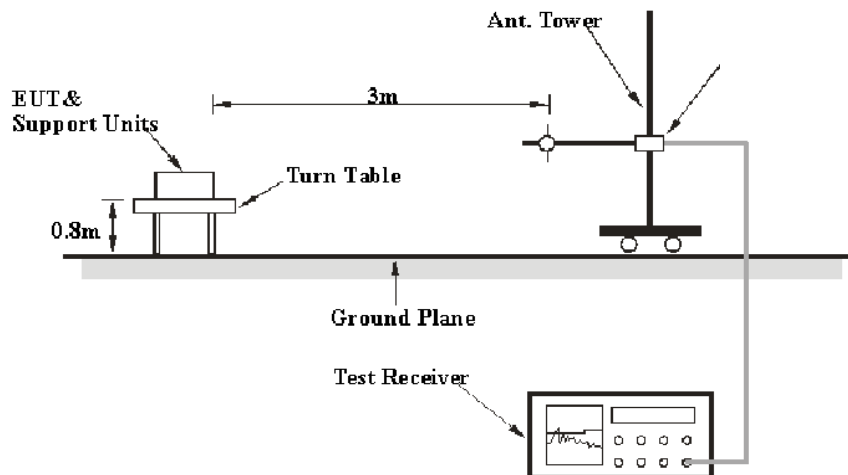 Ant. Tower
3m
EUT&
Support Units
Turn Table
0.8m
Ground Plane
Test Receiver